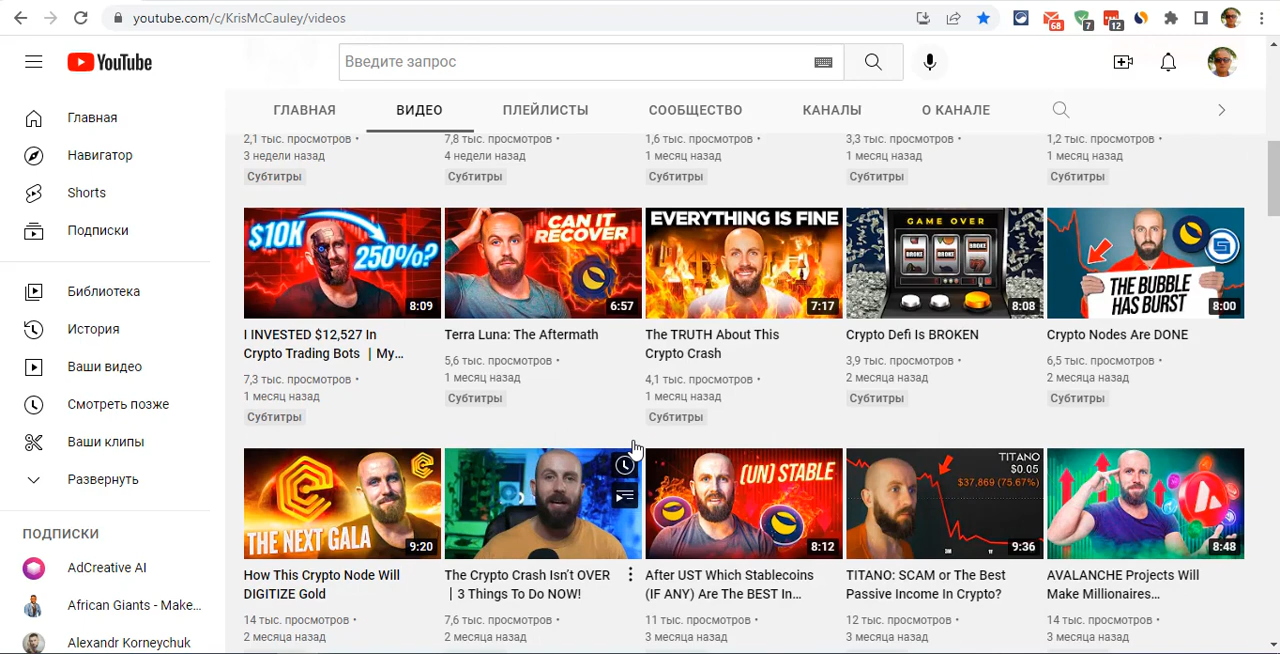 youtube.com/c/KrisMcCauley/videos
68
7
12
YouTube
Введите запрос
ГЛАВНАЯ
ВИДЕО
ПЛЕЙЛИСТЫ
СООБЩЕСТВО
КАНАЛЫ
О КАНАЛЕ
Главная
Навигатор
Shorts
Подписки
Библиотека
История
Ваши видео
Смотреть позже
Ваши клипы
Развернуть
ПОДПИСКИ
AdCreative AI
African Giants - Make...
Alexandr Korneychuk
2,1 тыс. просмотров •
3 недели назад
Субтитры
7,8 тыс. просмотров •
4 недели назад
Субтитры
1,6 тыс. просмотров •
1 месяц назад
Субтитры
3,3 тыс. просмотров •
1 месяц назад
Субтитры
1,2 тыс. просмотров •
1 месяц назад
Субтитры
$10K
250%?
8:09
I INVESTED $12,527 In
Crypto Trading Bots | My...
7,3 тыс. просмотров •
1 месяц назад
Субтитры
CAN IT
RECOVER
6:57
Terra Luna: The Aftermath
5,6 тыс. просмотров •
1 месяц назад
Субтитры
EVERYTHING IS FINE
7:17
The TRUTH About This
Crypto Crash
4,1 тыс. просмотров •
1 месяц назад
Субтитры
GAME OVER
BROKE
BROKE
BROKE
8:08
Crypto Defi Is BROKEN
3,9 тыс. просмотров •
2 месяца назад
Субтитры
THE BUBBLE
HAS BURST
8:00
Crypto Nodes Are DONE
6,5 тыс. просмотров •
2 месяца назад
Субтитры
THE NEXT GALA
9:20
How This Crypto Node Will
DIGITIZE Gold
14 тыс. просмотров •
2 месяца назад
The Crypto Crash Isn't OVER
| 3 Things To Do NOW!
7,6 тыс. просмотров •
2 месяца назад
(UN) STABLE
8:12
After UST Which Stablecoins
(IF ANY) Are The BEST In...
11 тыс. просмотров •
3 месяца назад
TITANO
$0.05
$37,869 (75.67%)
9:36
TITANO: SCAM or The Best
Passive Income In Crypto?
12 тыс. просмотров •
3 месяца назад
8:48
AVALANCHE Projects Will
Make Millionaires...
14 тыс. просмотров •
3 месяца назад